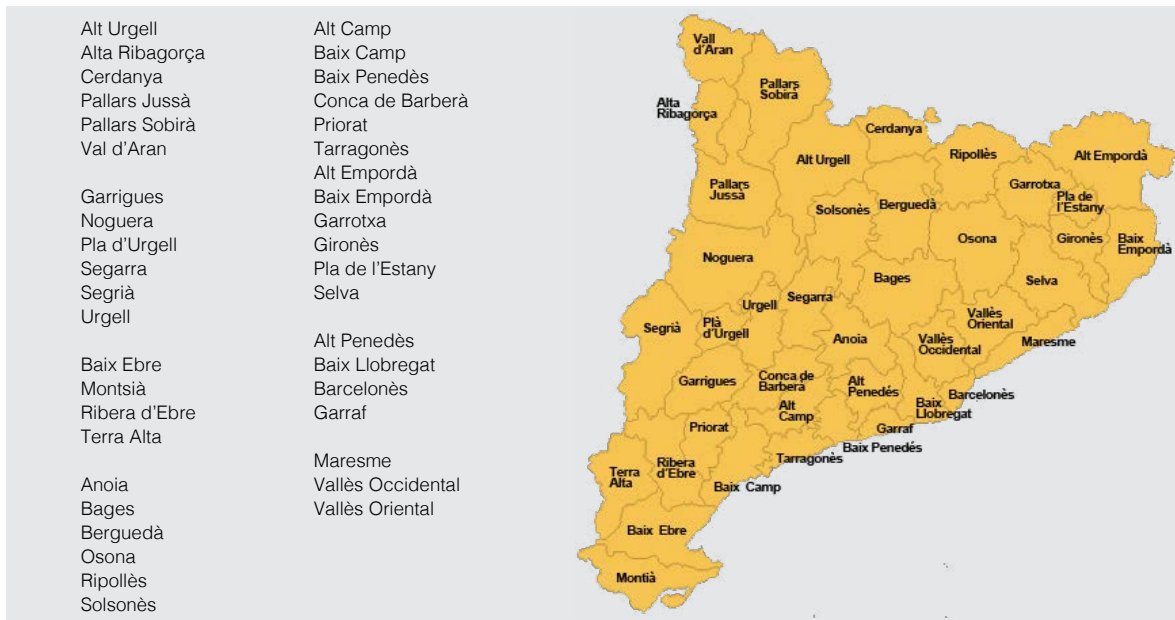 Alt Urgell
Alta Ribagorça
Cerdanya
Pallars Jussà
Pallars Sobirà
Val d'Aran
Garrigues
Noguera
Pla d'Urgell
Segarra
Segrià
Urgell
Baix Ebre
Montsià
Ribera d'Ebre
Terra Alta
Anoia
Bages
Berguedà
Osona
Ripollès
Solsonès
Alt Camp
Baix Camp
Baix Penedès
Conca de Barberà
Priorat
Tarragonès
Alt Empordà
Baix Empordà
Garrotxa
Gironès
Pla de l'Estany
Selva
Alt Penedès
Baix Llobregat
Barcelonès
Garraf
Maresme
Vallès Occidental
Vallès Oriental
Vall
d'Aran
Pallars
Sobirà
Alta
Ribagorça
Cerdanya
Ripollès
Alt Empordà
Alt Urgell
Garrotxa
Pallars
Jussà
Pla de
l'Estany
Solsonès
Berguedà
Osona
Gironès
Baix
Empordà
Noguera
Bages
Selva
Urgell
Segarra
Segrià
Plà
d'Urgell
Anoia
Vallès
Oriental
Vallès
Occidental
Maresme
Garrigues
Conca de
Barberà
Alt
Penedés
Barcelonès
Baix
Llobregat
Alt
Camp
Priorat
Garraf
Baix Penedés
Tarragonès
Terra
Alta
Ribera
d'Ebre
Baix Camp
Baix Ebre
Montià